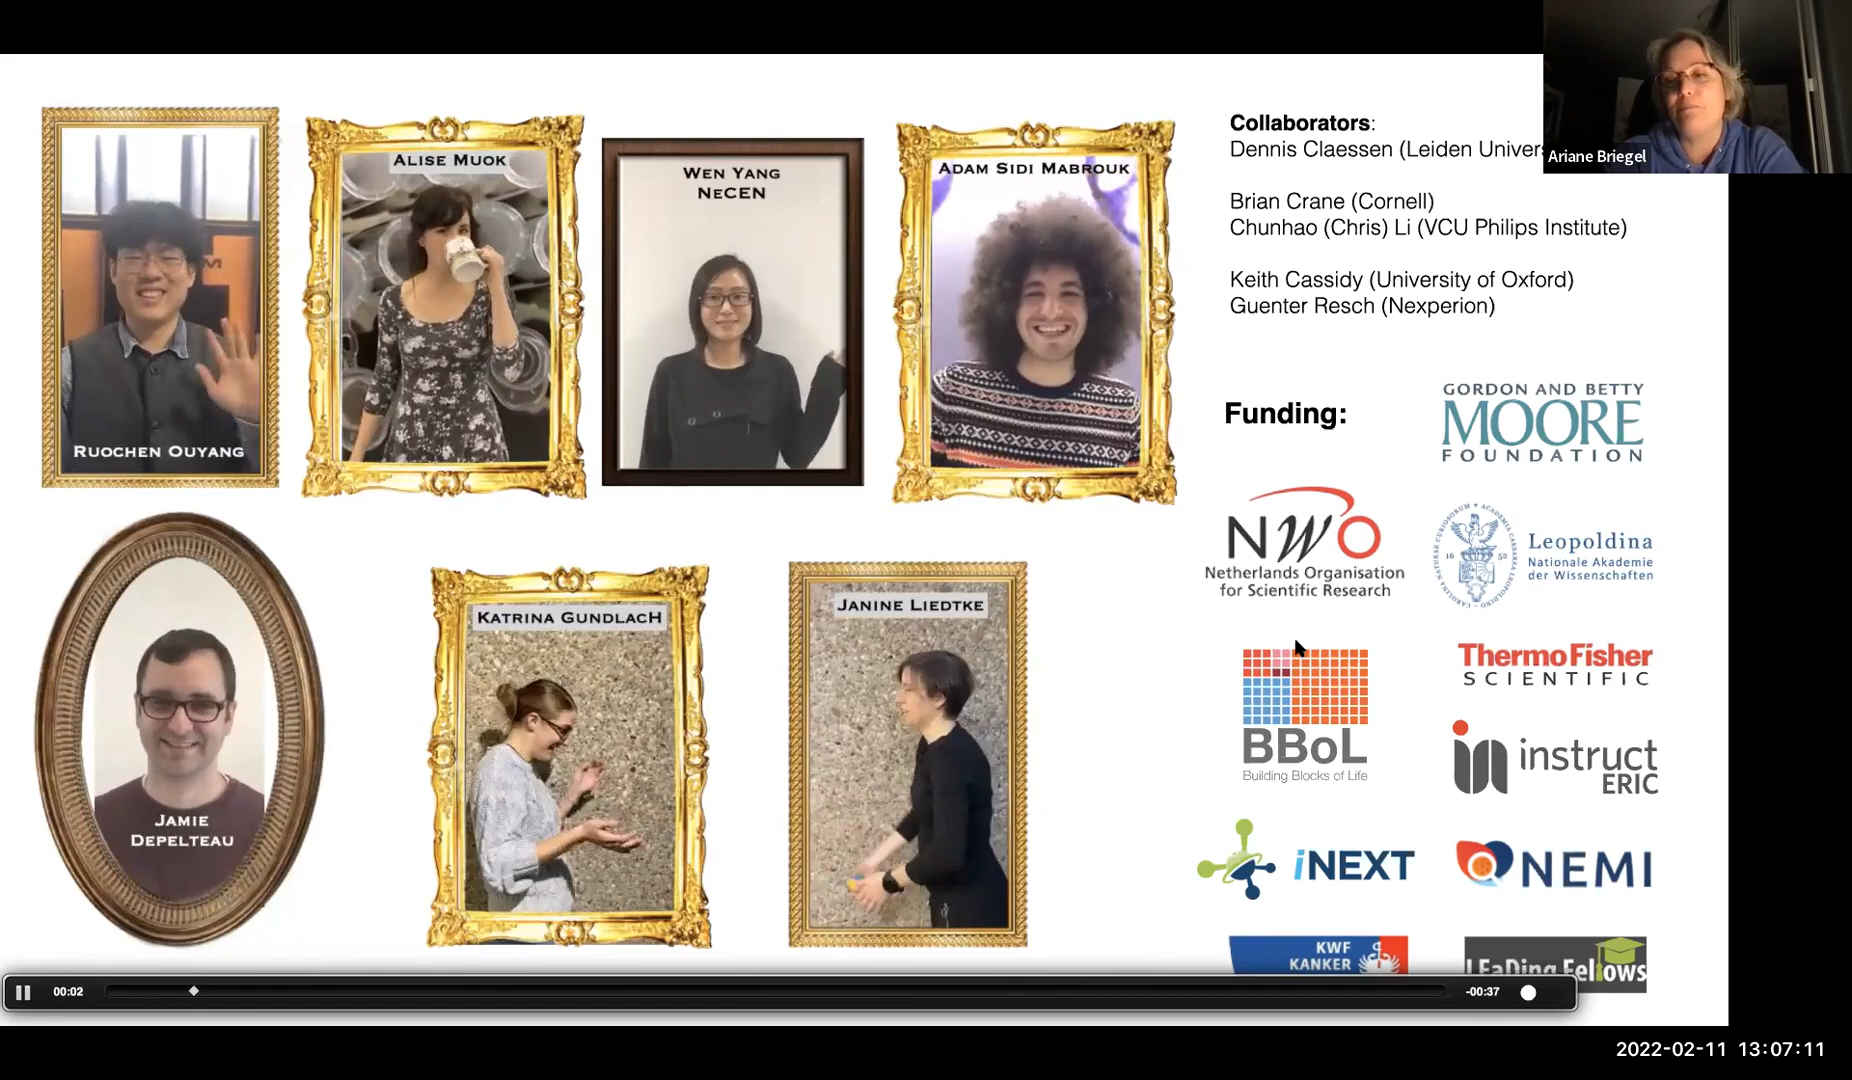 RUOCHEN OUYANG
ALISE MUOK
WEN YANG
NECEN
ADAM SIDI MABROUK
JAMIE
DEPELTEAU
KATRINA GUNDLACH
JANINE LIEDTKE
Collaborators:
Dennis Claessen (Leiden
Brian Crane (Cornell)
Chunhao (Chris) Li (VCU Philips Institute)
Keith Cassidy (University of Oxford)
Guenter Resch (Nexperion)
Ariane Briegel
Funding:
GORDON AND BETTY
MOORE
FOUNDATION
NWO
Netherlands Organisation
for Scientific Research
16 52
Leopoldina
Nationale Akademie
der Wissenschaften
BBoL
Building Blocks of Life
ThermoFisher
SCIENTIFIC
instruct
ERIC
iNEXT
NEMI
KWF
KANKER
LEaDing Fellows
00:02
-00:37
2022-02-11 13:07:11